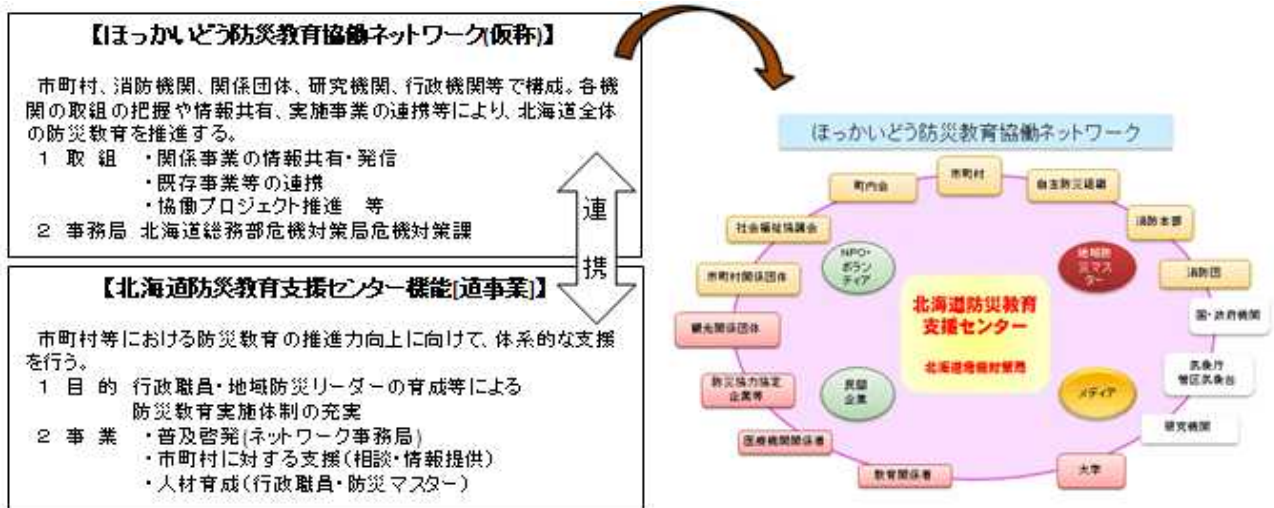 【ほっかいどう防災教育協働ネットワーク(仮称)】
市町村、消防機関、関係団体、研究機関、行政機関等で構成。各機
関の取組の把握や情報共有、実施事業の連携等により、北海道全体
の防災教育を推進する。
1 取 組 ・関係事業の情報共有・発信
・既存事業等の連携
・協働プロジェクト推進 等
2 事務局 北海道総務部危機対策局危機対策課
連
携
【北海道防災教育支援センター機能[道事業]】
市町村等における防災教育の推進力向上に向けて、体系的な支援
を行う。
1 目 的 行政職員・地域防災リーダーの育成等による
防災教育実施体制の充実
2 事 業 ・普及啓発(ネットワーク事務局)
・市町村に対する支援(相談・情報提供)
・人材育成(行政職員・防災マスター)
ほっかいどう防災教育協働ネットワーク
市町村
町内会
自主防災組織
社会福祉協議会
消防本部
NPO・
ボラン
ティア
地域防
災マス
ター
市町村関係団体
消防団
北海道防災教育
支援センター
北海道危機対策局
観光関係団体
国・政府機関
防災協力協定
企業等
民間
企業
メディア
気象庁
管区気象台
医療機関関係者
研究機関
教育関係者
大学